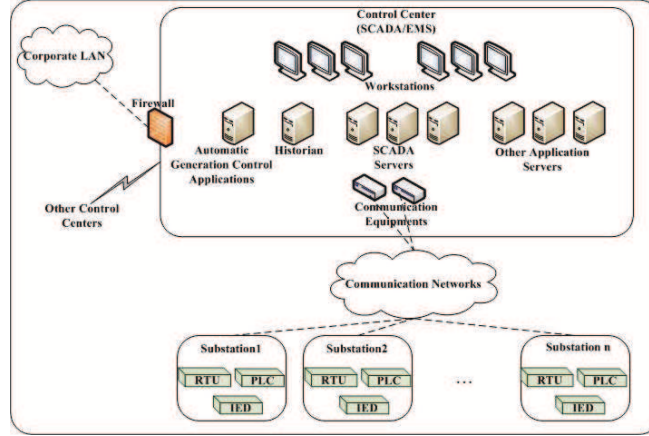 Control Center
(SCADA/EMS)
Corporate LAN
Workstations
Firewall
Automatic
Generation Control
Applications
Historian
SCADA
Servers
Other Application
Servers
Other Control
Centers
Communication
Equipments
Communication Networks
Substation1
RTU
PLC
IED
Substation2
RTU
PLC
IED
...
Substation n
RTU
PLC
IED